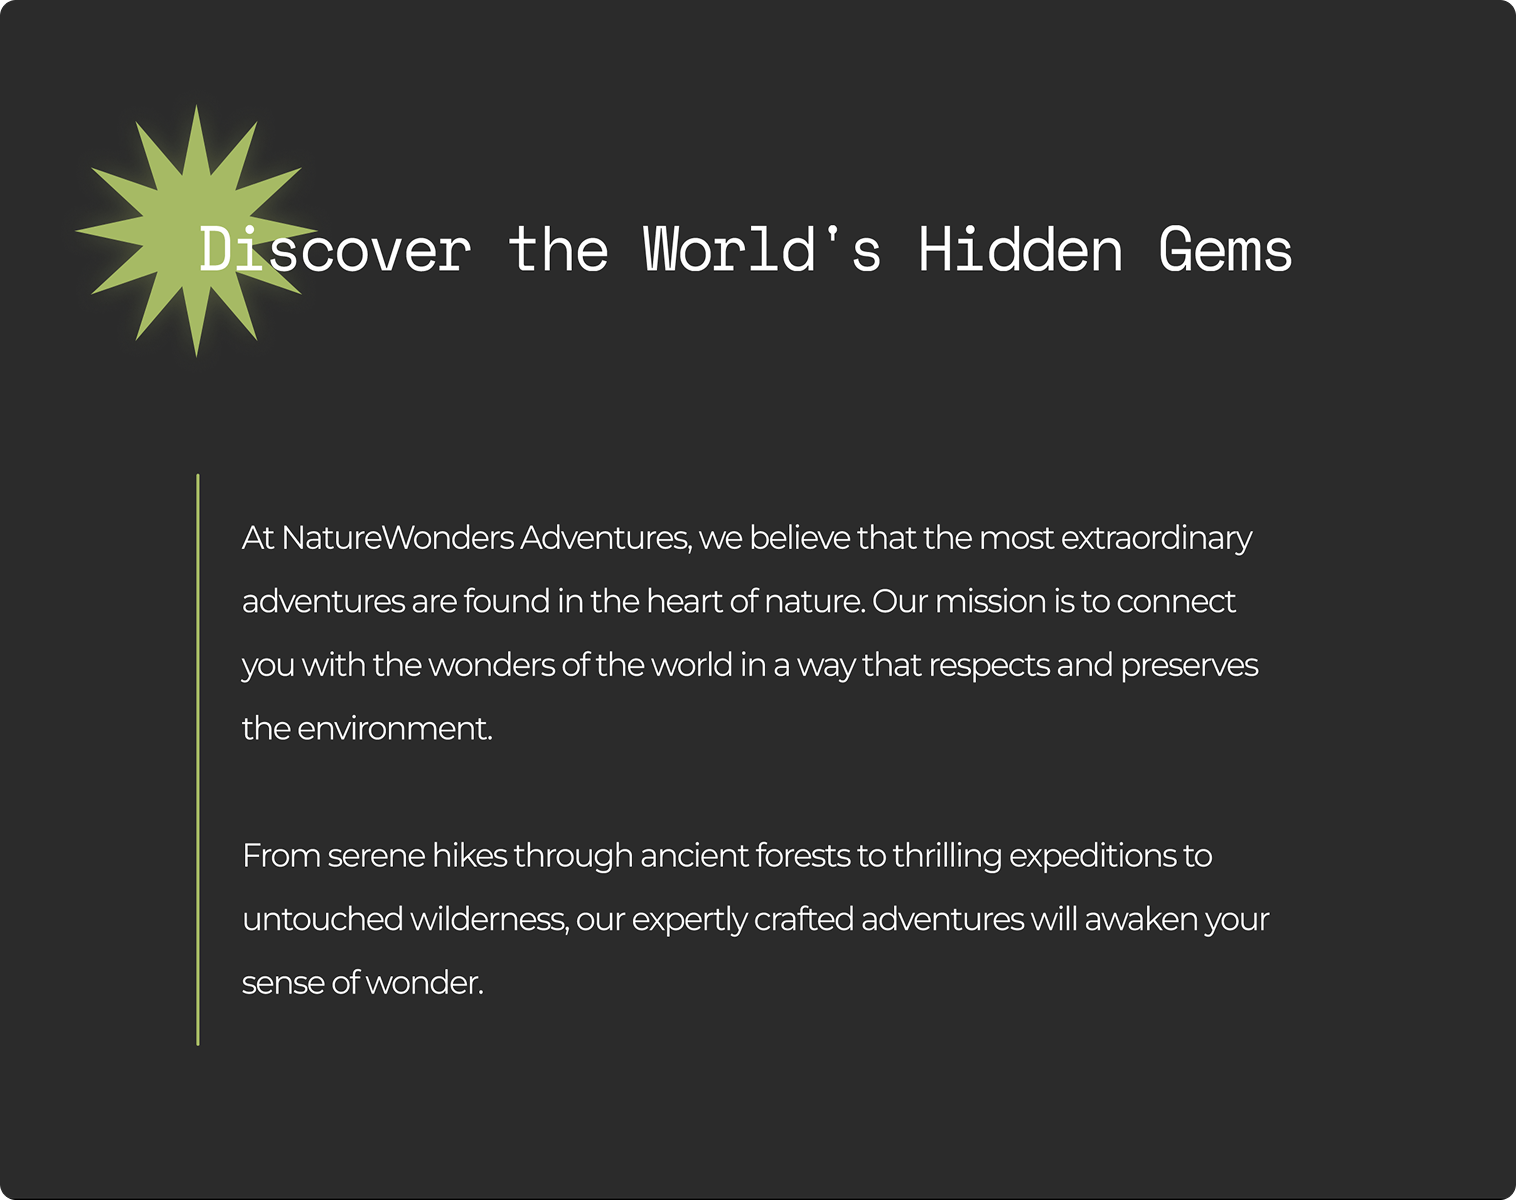 Discover the World's Hidden Gems
At NatureWonders Adventures, we believe that the most extraordinary
adventures are found in the heart of nature. Our mission is to connect
you with the wonders of the world in a way that respects and preserves
the environment.
From serene hikes through ancient forests to thrilling expeditions to
untouched wilderness, our expertly crafted adventures will awaken your
sense of wonder.